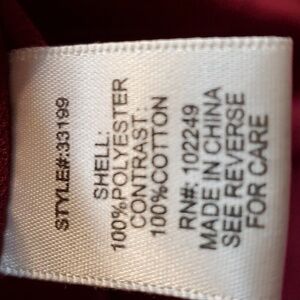 STYLE#:33199
SHELL:
100%POLYESTER
CONTRAST:
100%COTTON
RN#: 102249
MADE IN CHINA
SEE REVERSE
FOR CARE